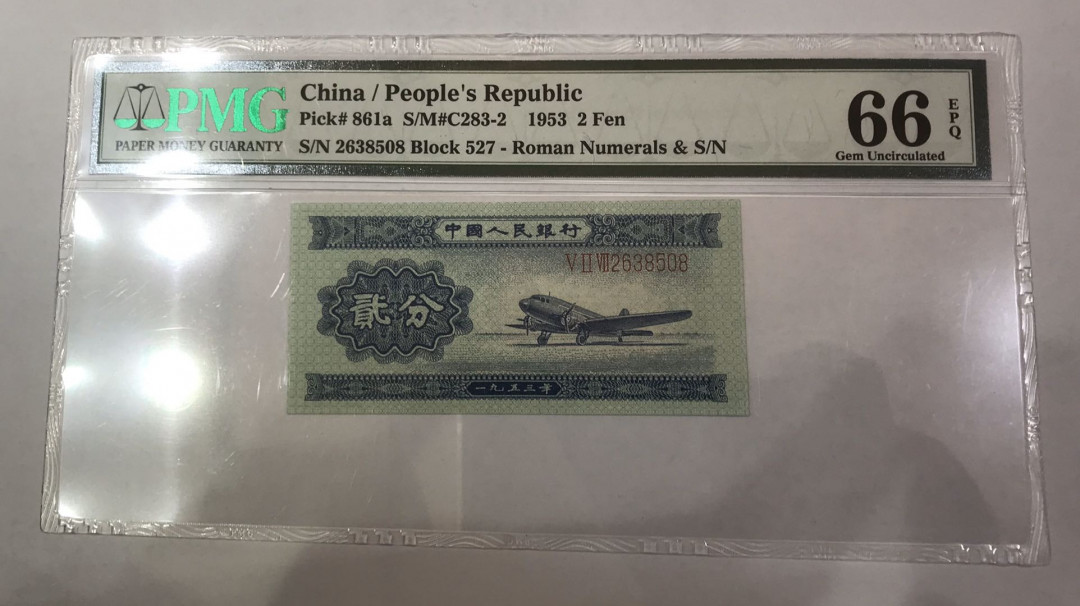 PMG
PAPER MONEY GUARANTY
China / People's Republic
Pick# 861a S/M#C283-2 1953 2 Fen
S/N 2638508 Block 527 - Roman Numerals & S/N
66 EPQ
Gem Uncirculated
中國人民銀行
V II VII 2638508
貳分
一九五三年